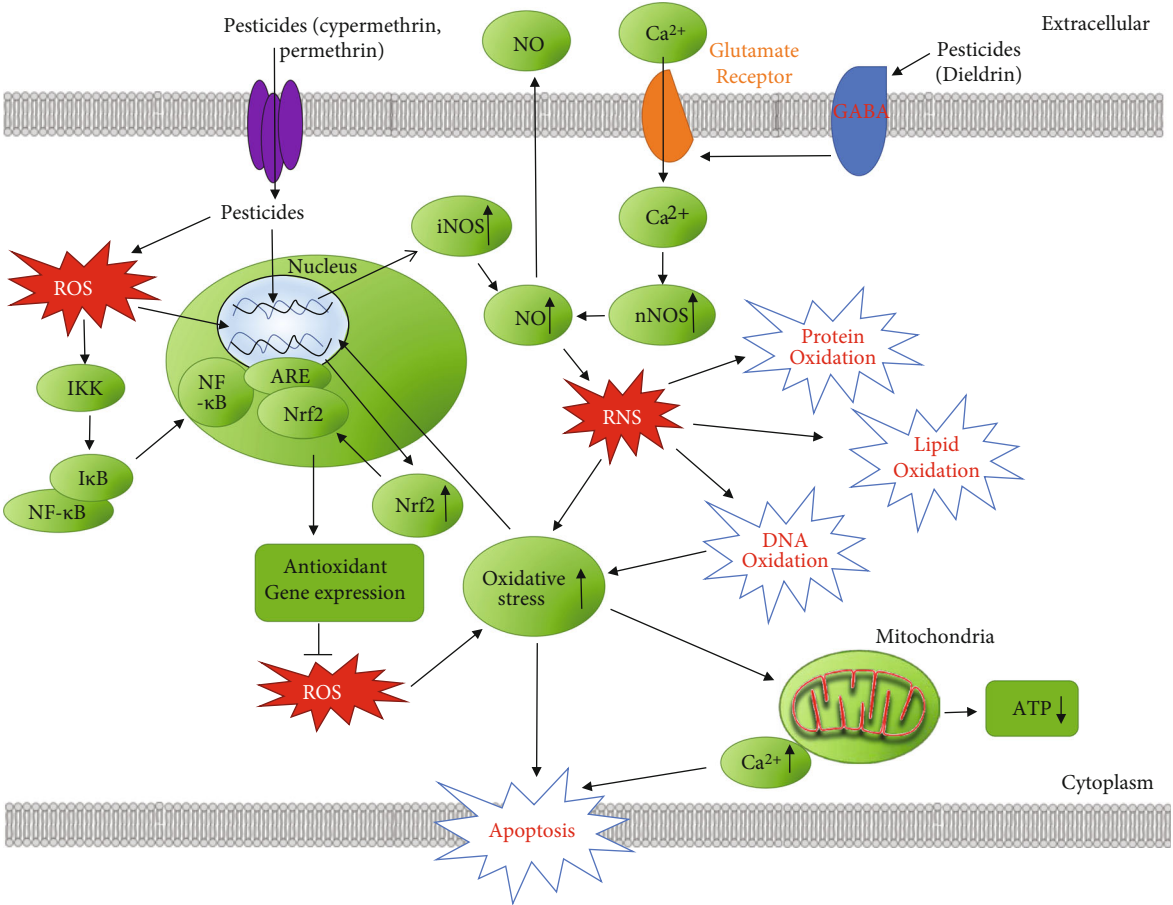 Pesticides (cypermethrin,
permethrin)
NO
Ca²⁺
Glutamate
Receptor
Extracellular
Pesticides
(Dieldrin)
GABA
Pesticides
iNOS
Ca²⁺
ROS
Nucleus
NO
nNOS
Protein
Oxidation
IKK
NF
-κB
ARE
Nrf2
RNS
Lipid
Oxidation
IκB
NF-κB
Nrf2
DNA
Oxidation
Antioxidant
Gene expression
Oxidative
stress
Mitochondria
ROS
ATP
Ca²⁺
Cytoplasm
Apoptosis